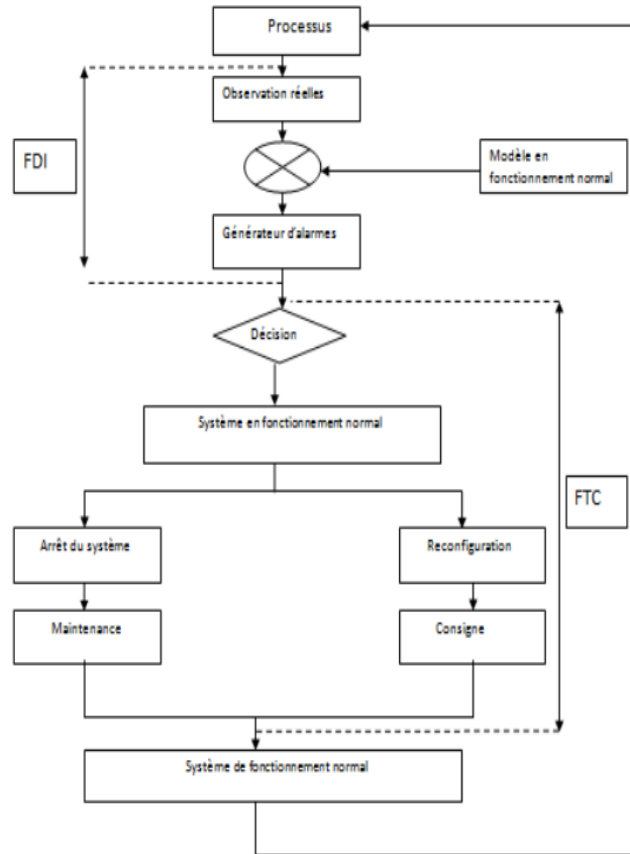 Processus
Observation réelles
FDI
Modèle en
fonctionnement normal
Générateur d'alarmes
Décision
Système en fonctionnement normal
FTC
Arrêt du système
Reconfiguration
Maintenance
Consigne
Système de fonctionnement normal